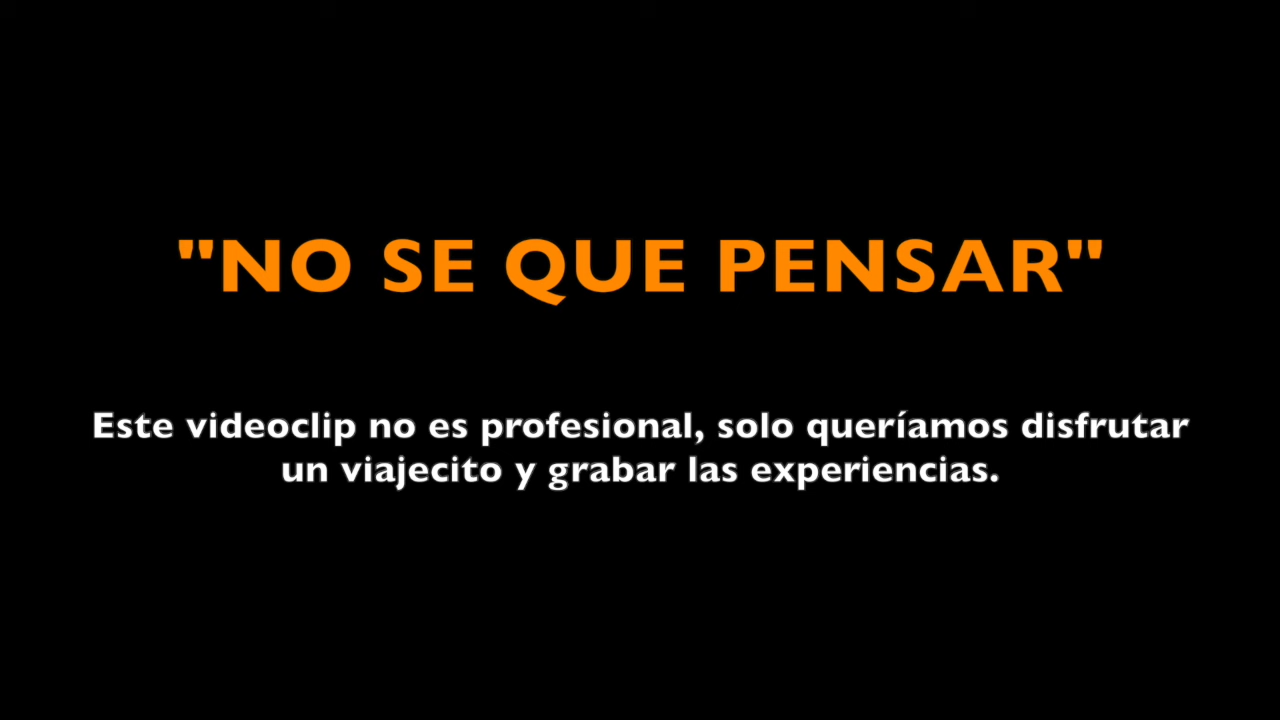 "NO SE QUE PENSAR"
Este videoclip no es profesional, solo queríamos disfrutar
un viajecito y grabar las experiencias.